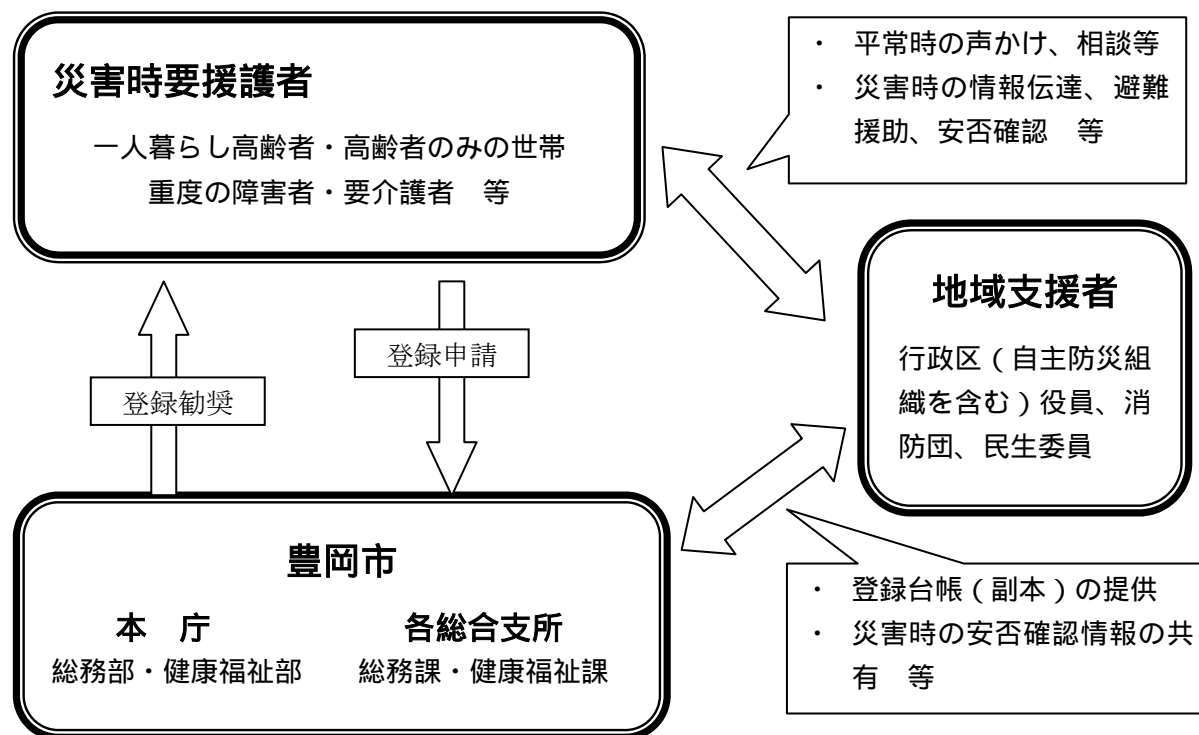 災害時要援護者
一人暮らし高齢者・高齢者のみの世帯
重度の障害者・要介護者　等
・　平常時の声かけ、相談等
・　災害時の情報伝達、避難
援助、安否確認　等
地域支援者
行政区（自主防災組
織を含む）役員、消
防団、民生委員
登録申請
登録勧奨
豊岡市
本　庁
総務部・健康福祉部
各総合支所
総務課・健康福祉課
・　登録台帳（副本）の提供
・　災害時の安否確認情報の共
有　等